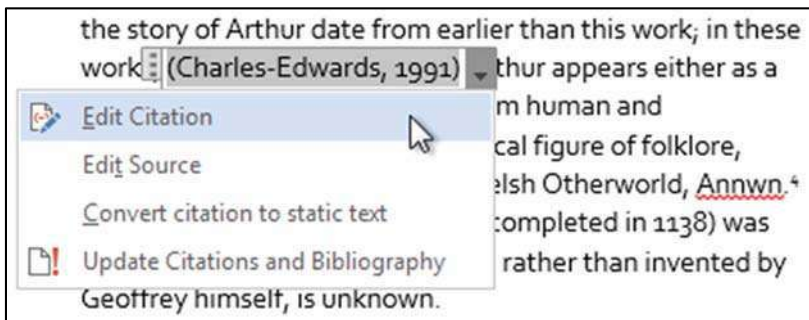 the story of Arthur date from earlier than this work; in these
work (Charles-Edwards, 1991) thur appears either as a
Edit Citation m human and
Edit Source cal figure of folklore,
Convert citation to static text elsh Otherworld, Annwn.⁴
completed in 1138) was
Update Citations and Bibliography rather than invented by
Geoffrey himself, is unknown.